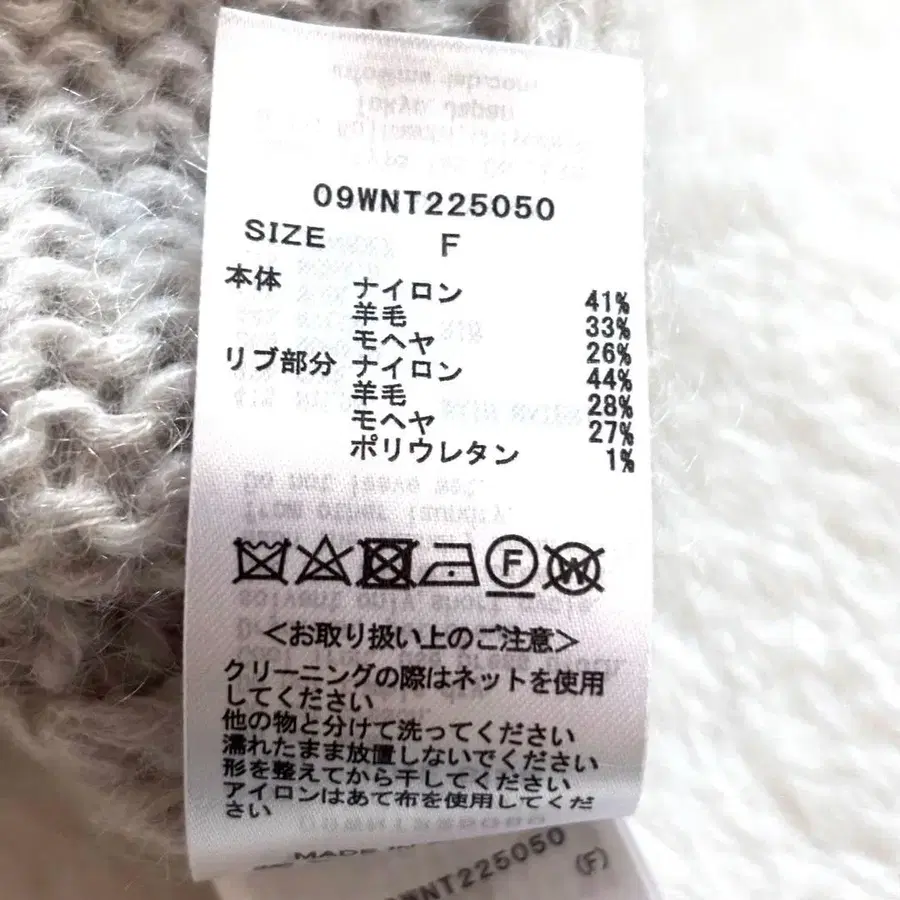 09WNT225050
SIZE F
本体 ナイロン 41%
羊毛 33%
モヘヤ 26%
リブ部分 ナイロン 44%
羊毛 28%
モヘヤ 27%
ポリウレタン 1%
F W
<お取り扱い上のご注意>
クリーニングの際はネットを使用
してください
他の物と分けて洗ってください
濡れたまま放置しないでください
形を整えてから干してください
アイロンはあて布を使用してくだ
さい
MADE IN
09WNT225050
(F)